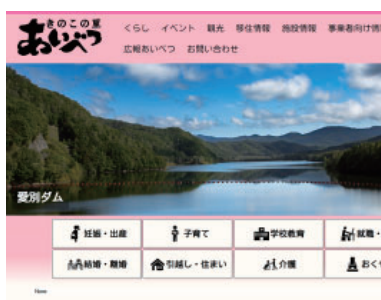 きのこの里
あいべつ
くらし イベント 観光 移住情報 施設情報 事業者向け情
広報あいべつ お問い合わせ
愛別ダム
妊娠・出産 子育て 学校教育 就職・
結婚・離婚 引越し・住まい 介護 おくや
Home